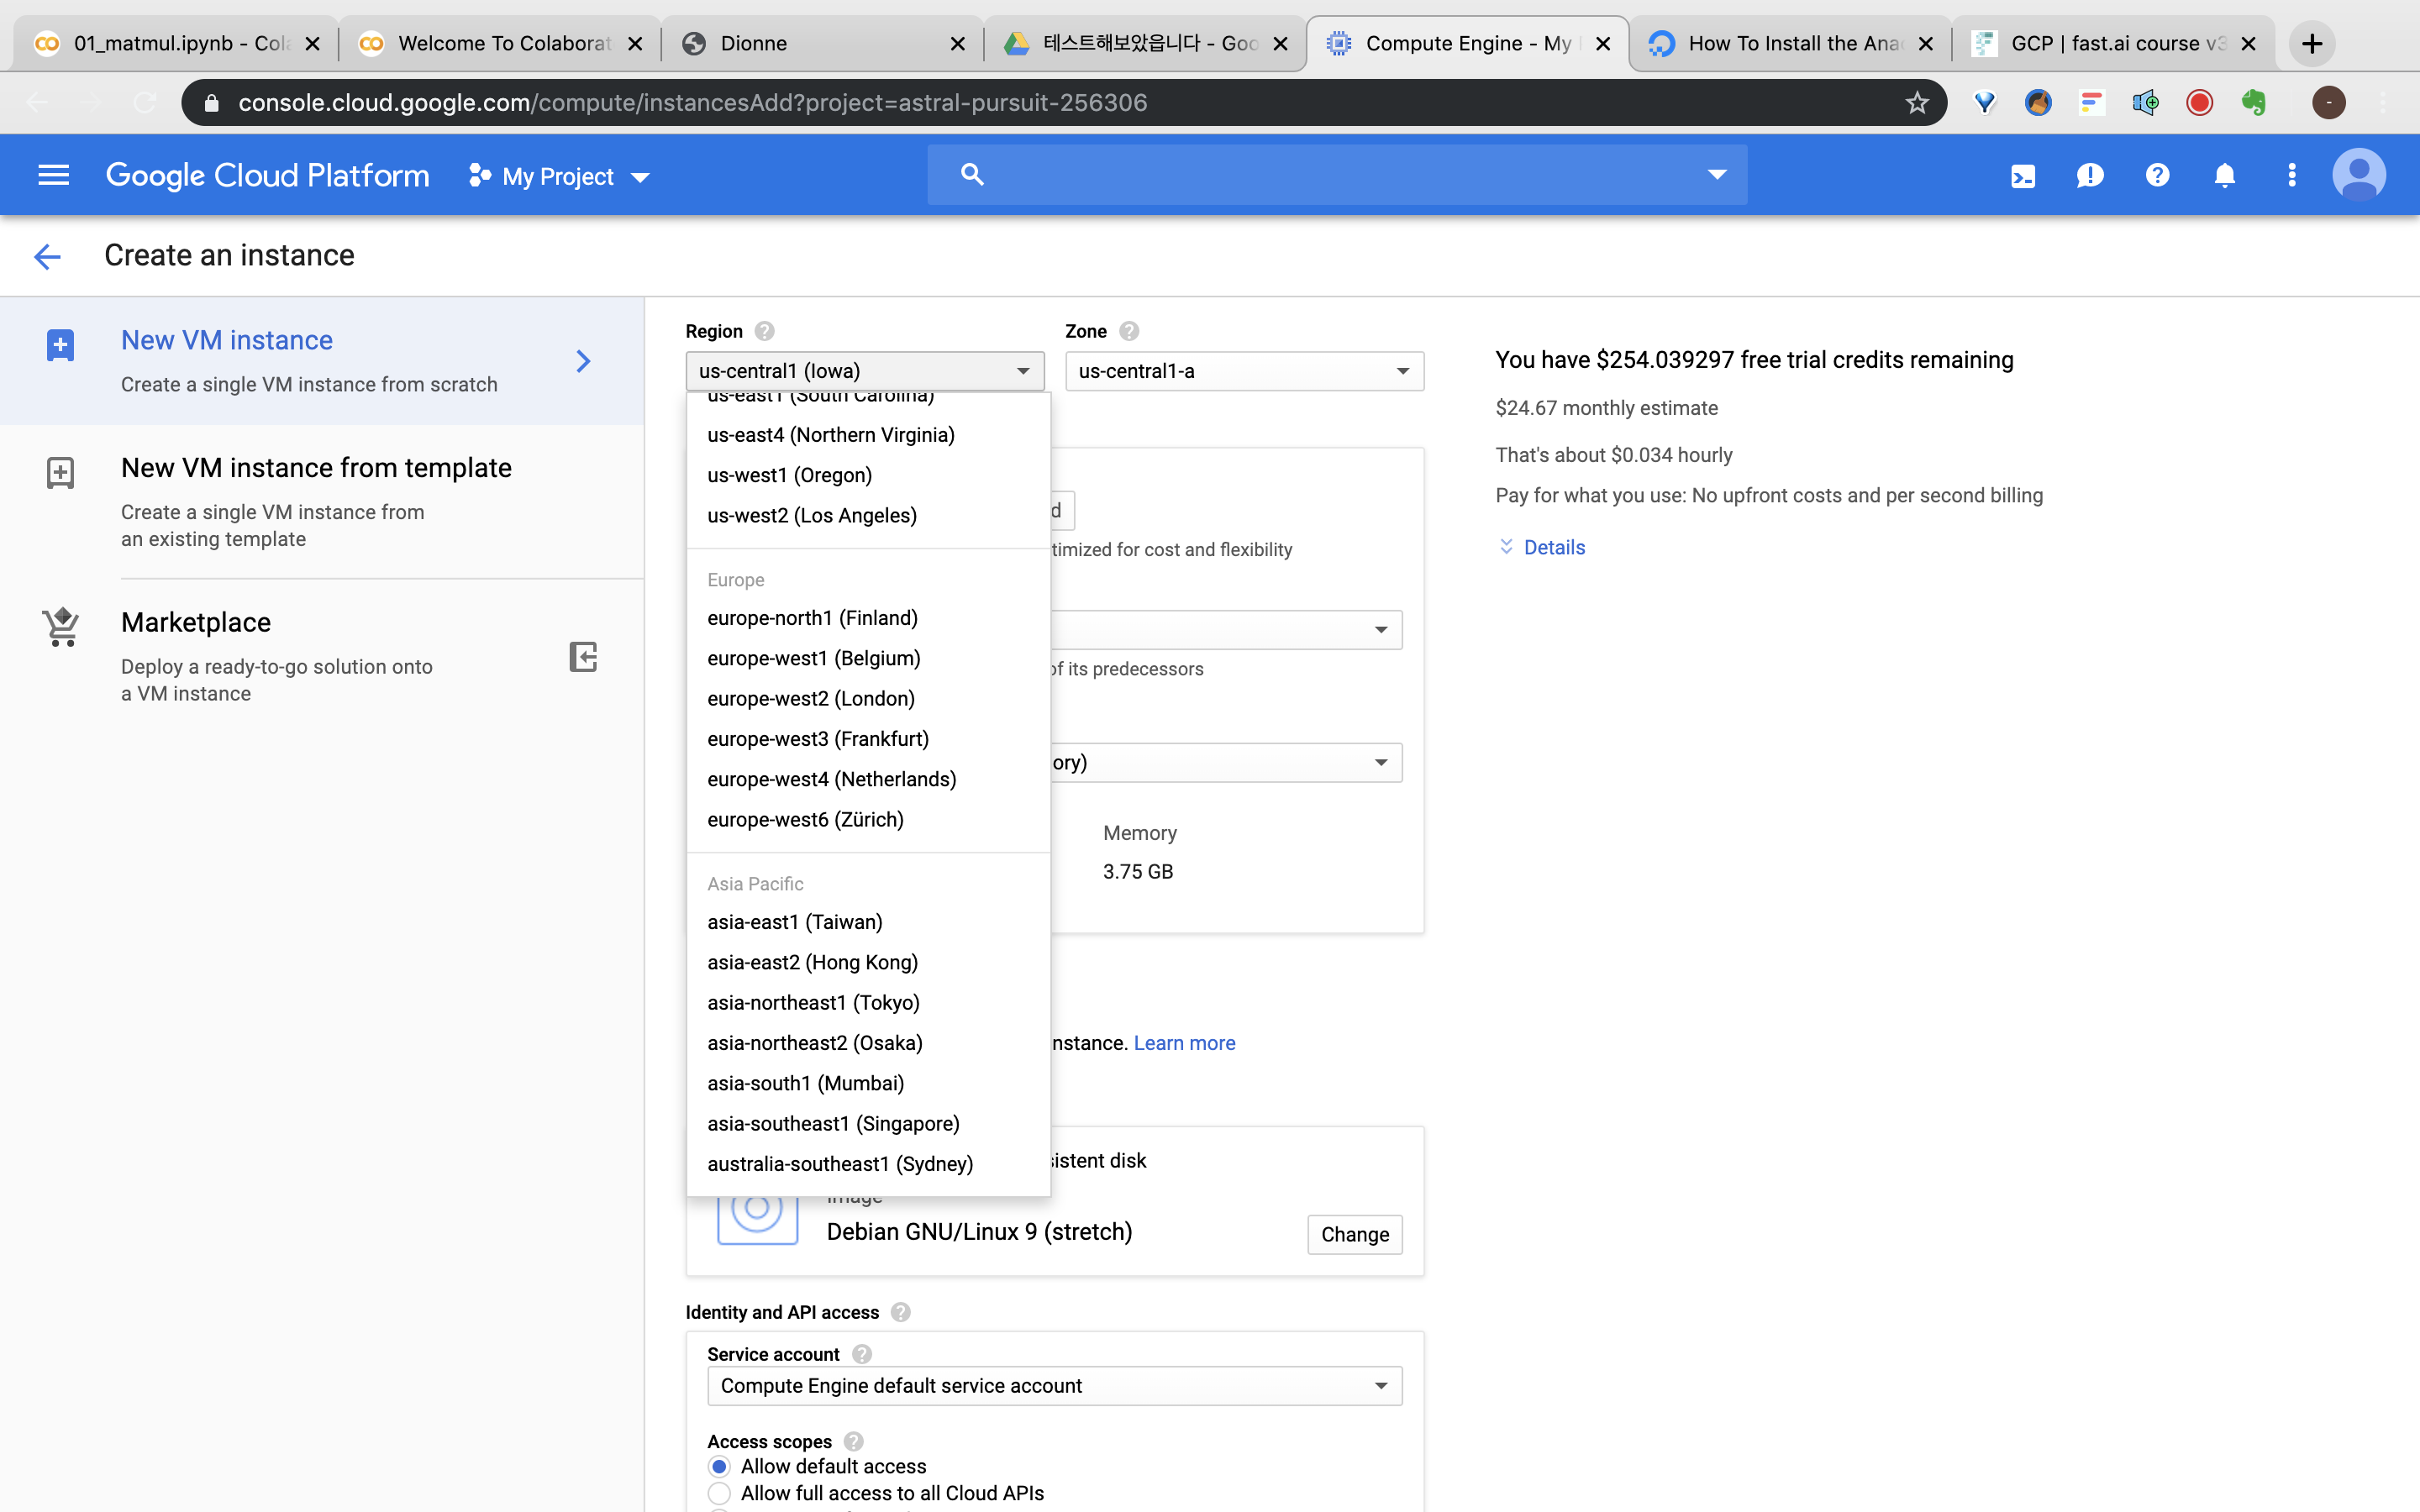 01_matmul.ipynb - Cola
Welcome To Colaborat
Dionne
테스트해보았읍니다 - Goo
Compute Engine - My
How To Install the Ana
GCP | fast.ai course v3
console.cloud.google.com/compute/instancesAdd?project=astral-pursuit-256306
Google Cloud Platform
My Project
Create an instance
New VM instance
Create a single VM instance from scratch
New VM instance from template
Create a single VM instance from
an existing template
Marketplace
Deploy a ready-to-go solution onto
a VM instance
Region
Zone
us-central1 (Iowa)
us-central1-a
us-east1 (South Carolina)
us-east4 (Northern Virginia)
us-west1 (Oregon)
us-west2 (Los Angeles)
Europe
europe-north1 (Finland)
europe-west1 (Belgium)
europe-west2 (London)
europe-west3 (Frankfurt)
europe-west4 (Netherlands)
europe-west6 (Zürich)
Asia Pacific
asia-east1 (Taiwan)
asia-east2 (Hong Kong)
asia-northeast1 (Tokyo)
asia-northeast2 (Osaka)
asia-south1 (Mumbai)
asia-southeast1 (Singapore)
australia-southeast1 (Sydney)
d
timized for cost and flexibility
of its predecessors
ory)
Memory
3.75 GB
nstance. Learn more
sistent disk
Image
Debian GNU/Linux 9 (stretch)
Change
Identity and API access
Service account
Compute Engine default service account
Access scopes
Allow default access
Allow full access to all Cloud APIs
You have $254.039297 free trial credits remaining
$24.67 monthly estimate
That's about $0.034 hourly
Pay for what you use: No upfront costs and per second billing
Details